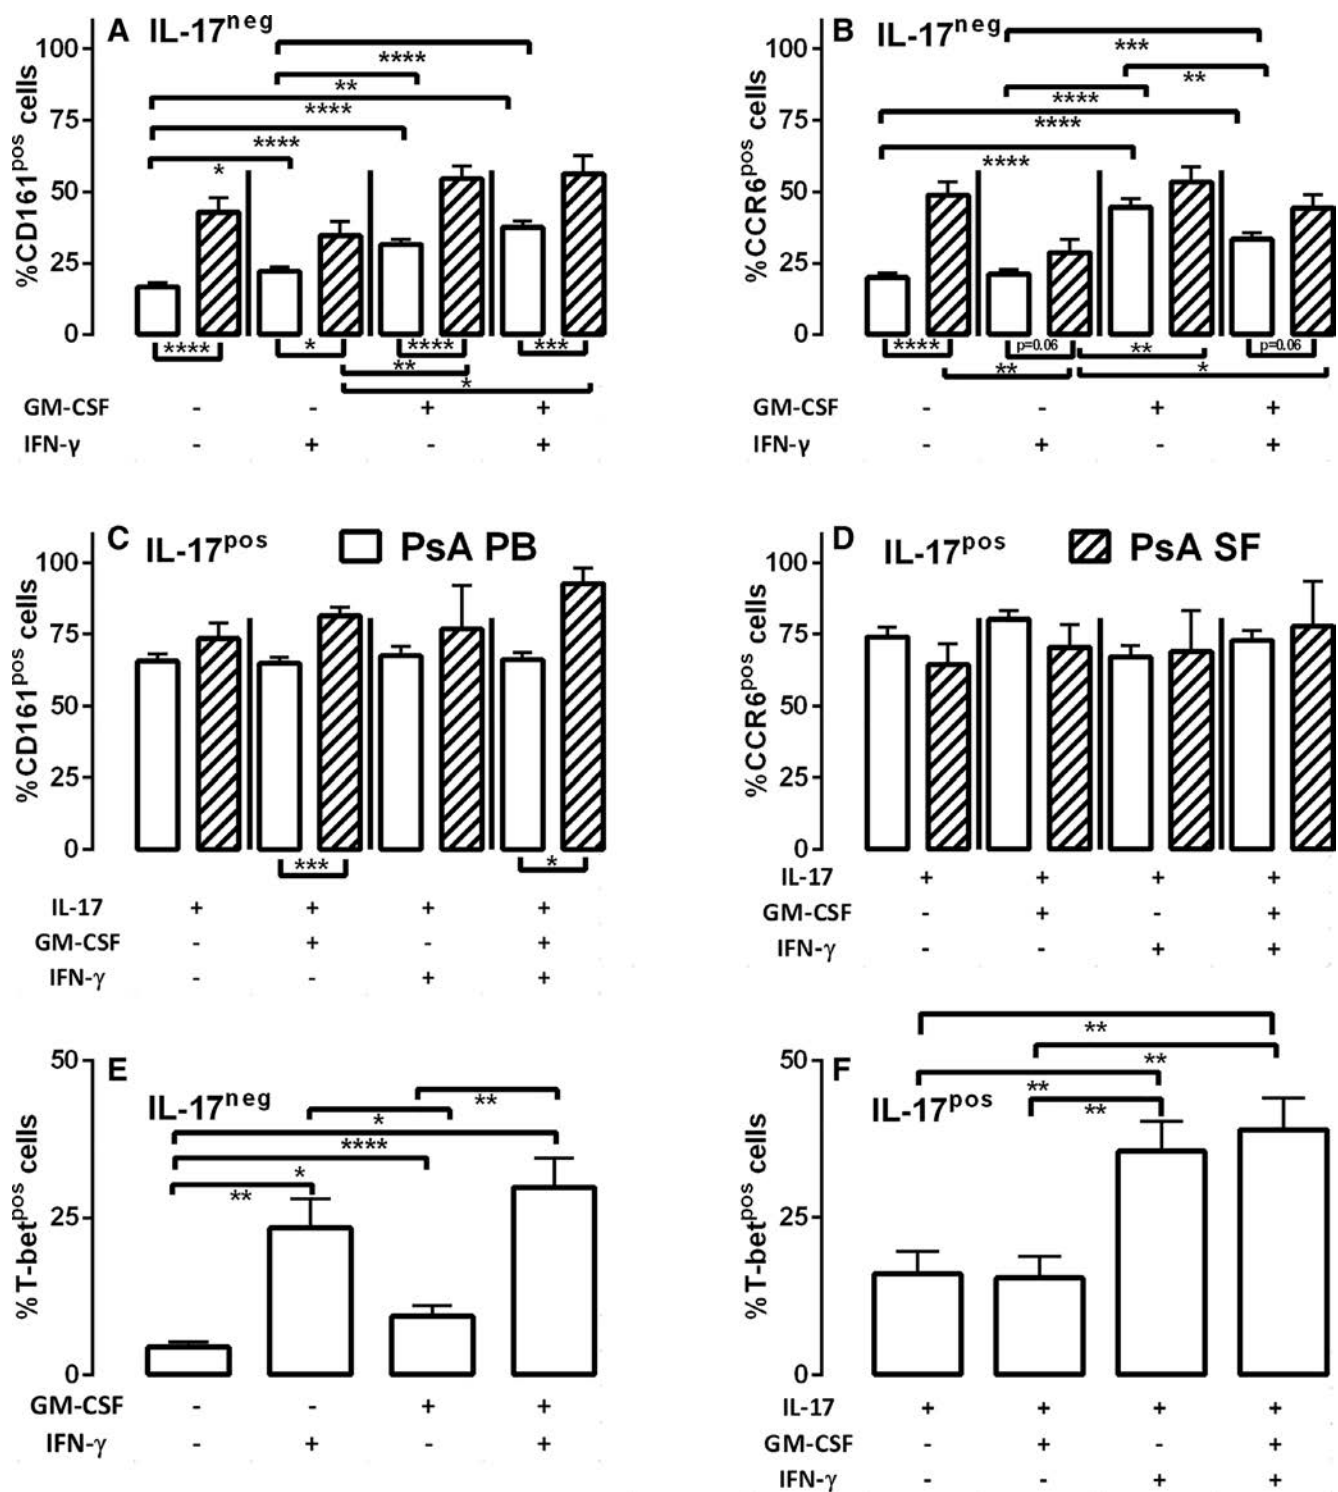 A IL-17neg
%CD161pos cells
100
75
50
25
0
****
**
****
****
*
****
*
****
***
**
*
GM-CSF - - + +
IFN-γ - + - +
B IL-17neg
%CCR6pos cells
100
75
50
25
0
***
**
****
****
****
****
p=0.06
**
p=0.06
**
*
GM-CSF - - + +
IFN-γ - + - +
C IL-17pos
PsA PB
%CD161pos cells
100
75
50
25
0
***
*
IL-17 + + + +
GM-CSF - + - +
IFN-γ - - + +
D IL-17pos
PsA SF
%CCR6pos cells
100
75
50
25
0
IL-17 + + + +
GM-CSF - + - +
IFN-γ - - + +
E IL-17neg
%T-betpos cells
50
25
0
**
*
****
*
**
GM-CSF - - + +
IFN-γ - + - +
F IL-17pos
%T-betpos cells
50
25
0
**
**
**
**
IL-17 + + + +
GM-CSF - + - +
IFN-γ - - + +